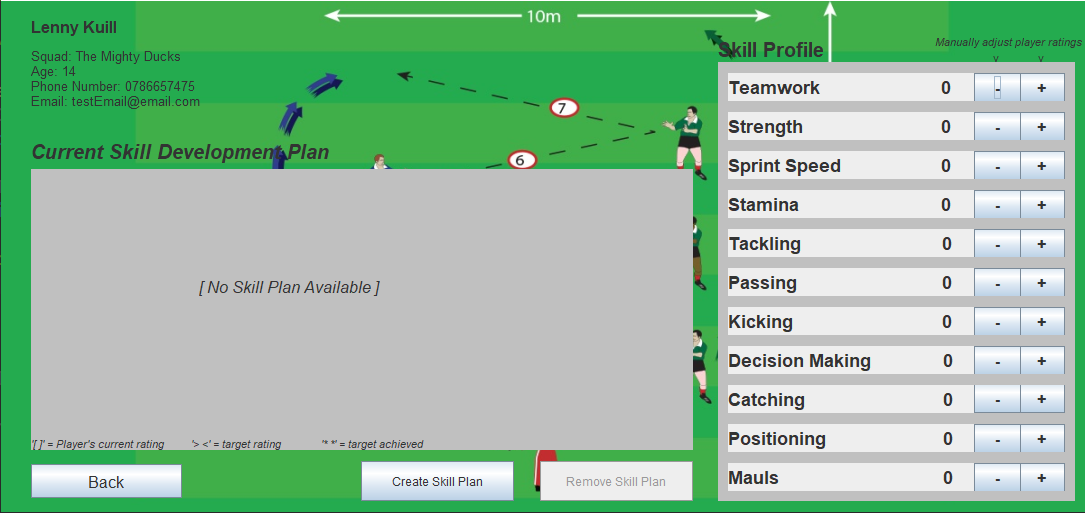 10m
Lenny Kuill
Squad: The Mighty Ducks
Age: 14
Phone Number: 0786657475
Email: testEmail@email.com
7
6
Current Skill Development Plan
[ No Skill Plan Available ]
'[ ]' = Player's current rating '> <' = target rating '* *' = target achieved
Back
Create Skill Plan
Remove Skill Plan
Skill Profile
Manually adjust player ratings
v v
Teamwork 0 - +
Strength 0 - +
Sprint Speed 0 - +
Stamina 0 - +
Tackling 0 - +
Passing 0 - +
Kicking 0 - +
Decision Making 0 - +
Catching 0 - +
Positioning 0 - +
Mauls 0 - +